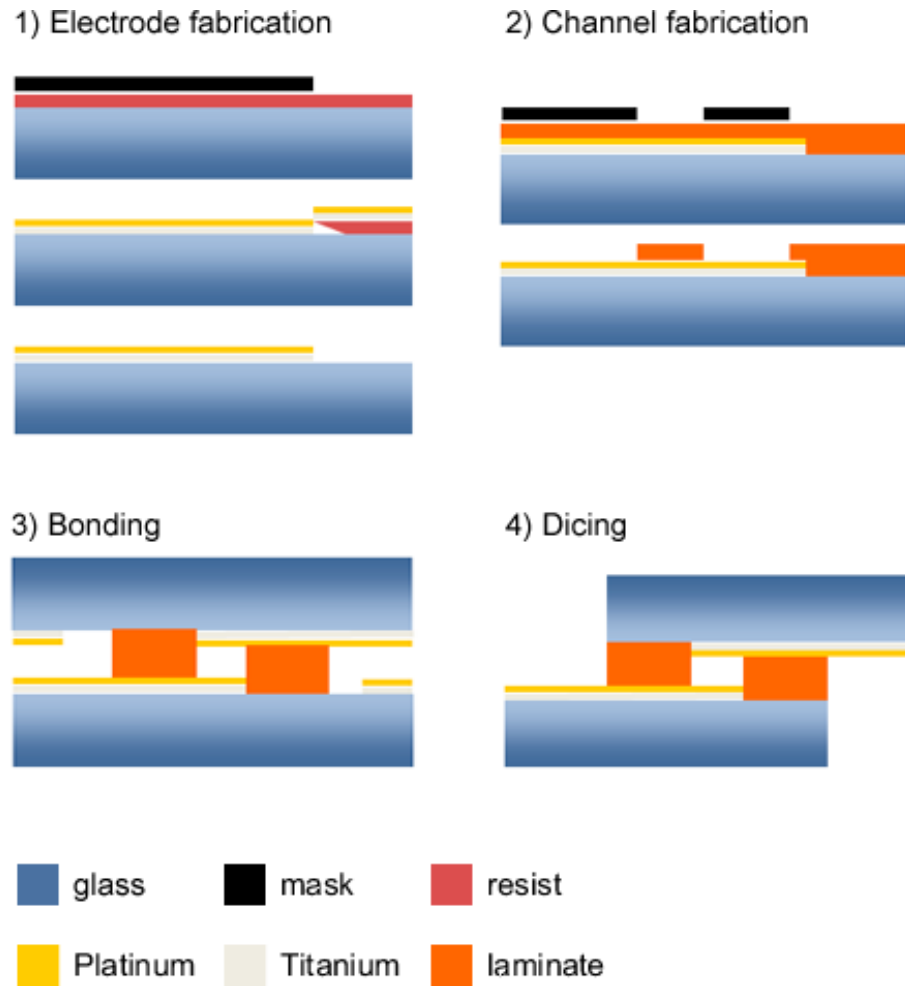 1) Electrode fabrication
2) Channel fabrication
3) Bonding
4) Dicing
glass
mask
resist
Platinum
Titanium
laminate